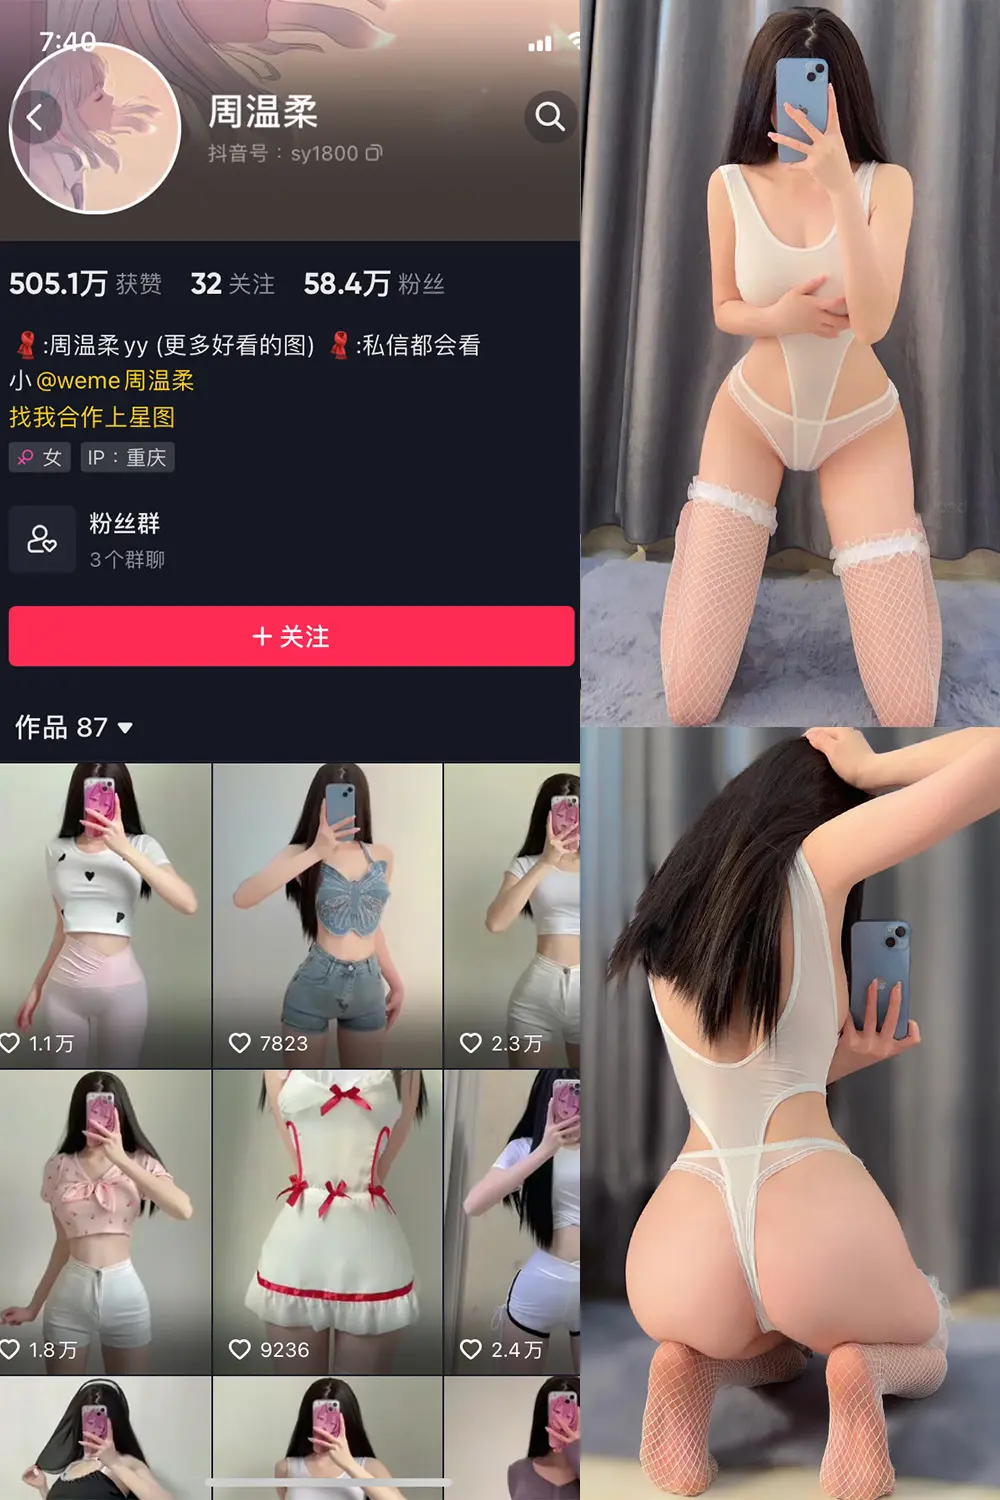 7:40
周温柔
抖音号：sy1800
505.1万 获赞 32 关注 58.4万 粉丝
:周温柔yy (更多好看的图) :私信都会看
小@weme周温柔
找我合作上星图
女 IP：重庆
粉丝群
3个群聊
+ 关注
作品 87
1.1万 7823 2.3万
1.8万 9236 2.4万